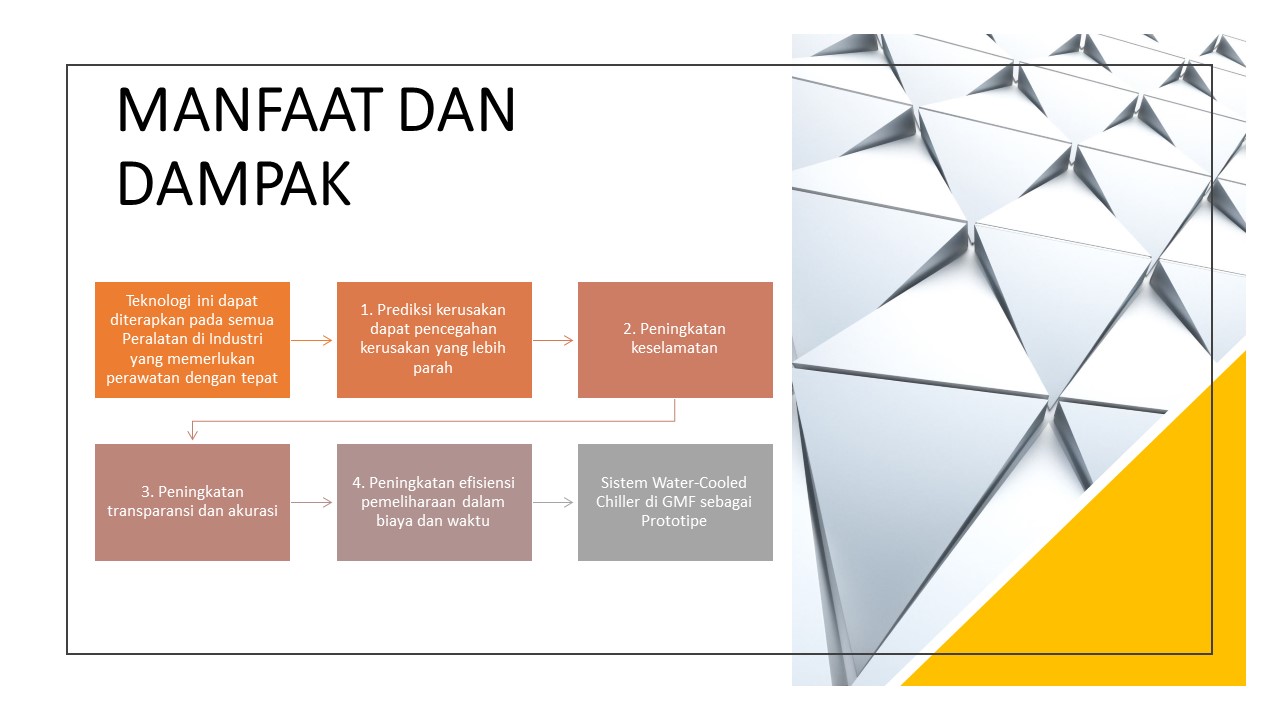 MANFAAT DAN
DAMPAK
Teknologi ini dapat
diterapkan pada semua
Peralatan di Industri
yang memerlukan
perawatan dengan tepat
1. Prediksi kerusakan
dapat pencegahan
kerusakan yang lebih
parah
2. Peningkatan
keselamatan
3. Peningkatan
transparansi dan akurasi
4. Peningkatan efisiensi
pemeliharaan dalam
biaya dan waktu
Sistem Water-Cooled
Chiller di GMF sebagai
Prototipe